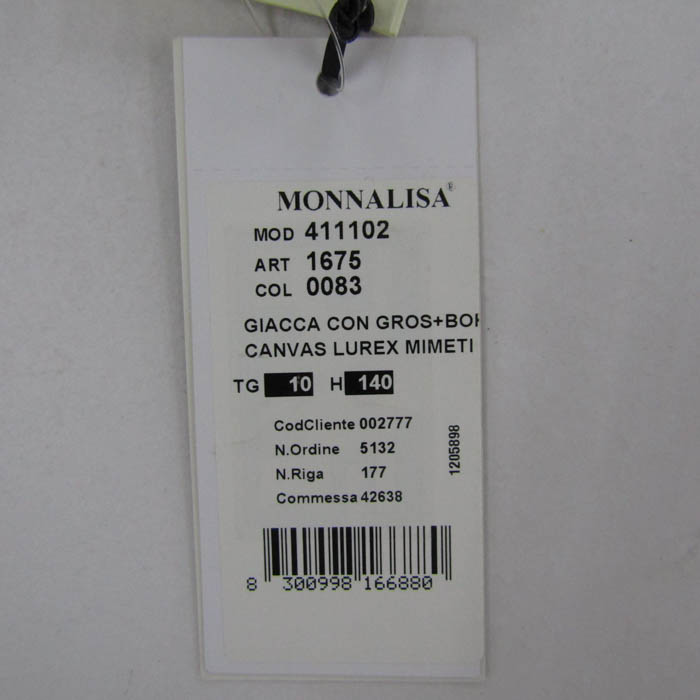 MONNALISA®
MOD 411102
ART 1675
COL 0083
GIACCA CON GROS+BOR
CANVAS LUREX MIMETI
TG 10 H 140
CodCliente 002777
N.Ordine 5132
N.Riga 177
Commessa 42638
1205898
8 300998 166880